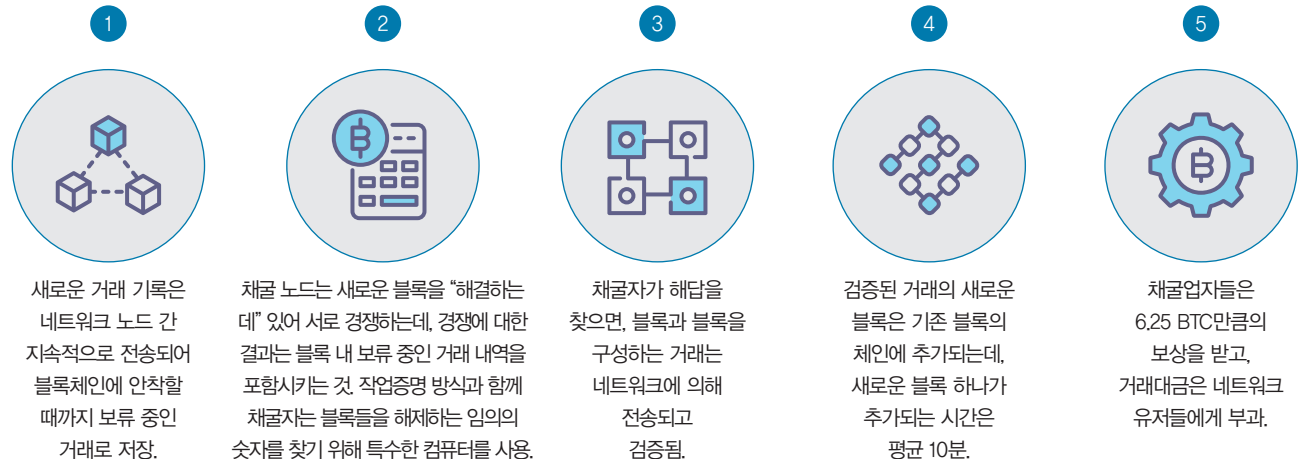 1
새로운 거래 기록은
네트워크 노드 간
지속적으로 전송되어
블록체인에 안착할
때까지 보류 중인
거래로 저장.
2
채굴 노드는 새로운 블록을 “해결하는
데” 있어 서로 경쟁하는데, 경쟁에 대한
결과는 블록 내 보류 중인 거래 내역을
포함시키는 것. 작업증명 방식과 함께
채굴자는 블록들을 해제하는 임의의
숫자를 찾기 위해 특수한 컴퓨터를 사용.
3
채굴자가 해답을
찾으면, 블록과 블록을
구성하는 거래는
네트워크에 의해
전송되고
검증됨.
4
검증된 거래의 새로운
블록은 기존 블록의
체인에 추가되는데,
새로운 블록 하나가
추가되는 시간은
평균 10분.
5
채굴업자들은
6.25 BTC만큼의
보상을 받고,
거래대금은 네트워크
유저들에게 부과.